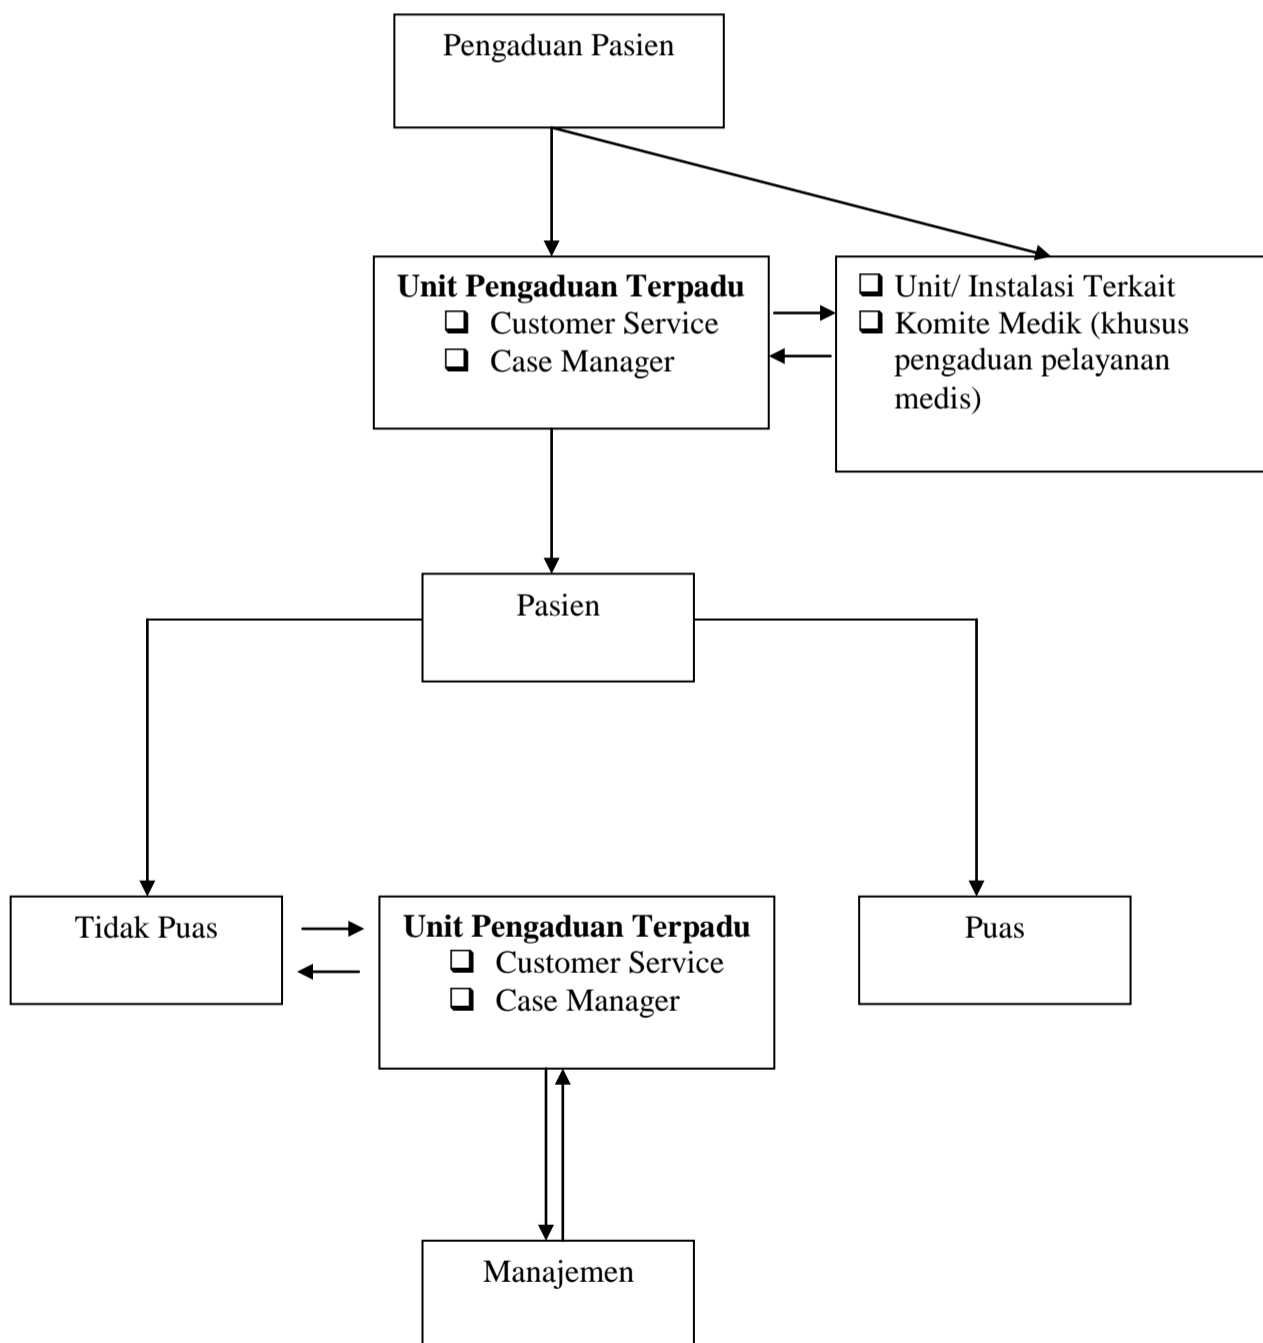 Pengaduan Pasien
Unit Pengaduan Terpadu
❑ Customer Service
❑ Case Manager
❑ Unit/ Instalasi Terkait
❑ Komite Medik (khusus
pengaduan pelayanan
medis)
Pasien
Tidak Puas
Unit Pengaduan Terpadu
❑ Customer Service
❑ Case Manager
Puas
Manajemen